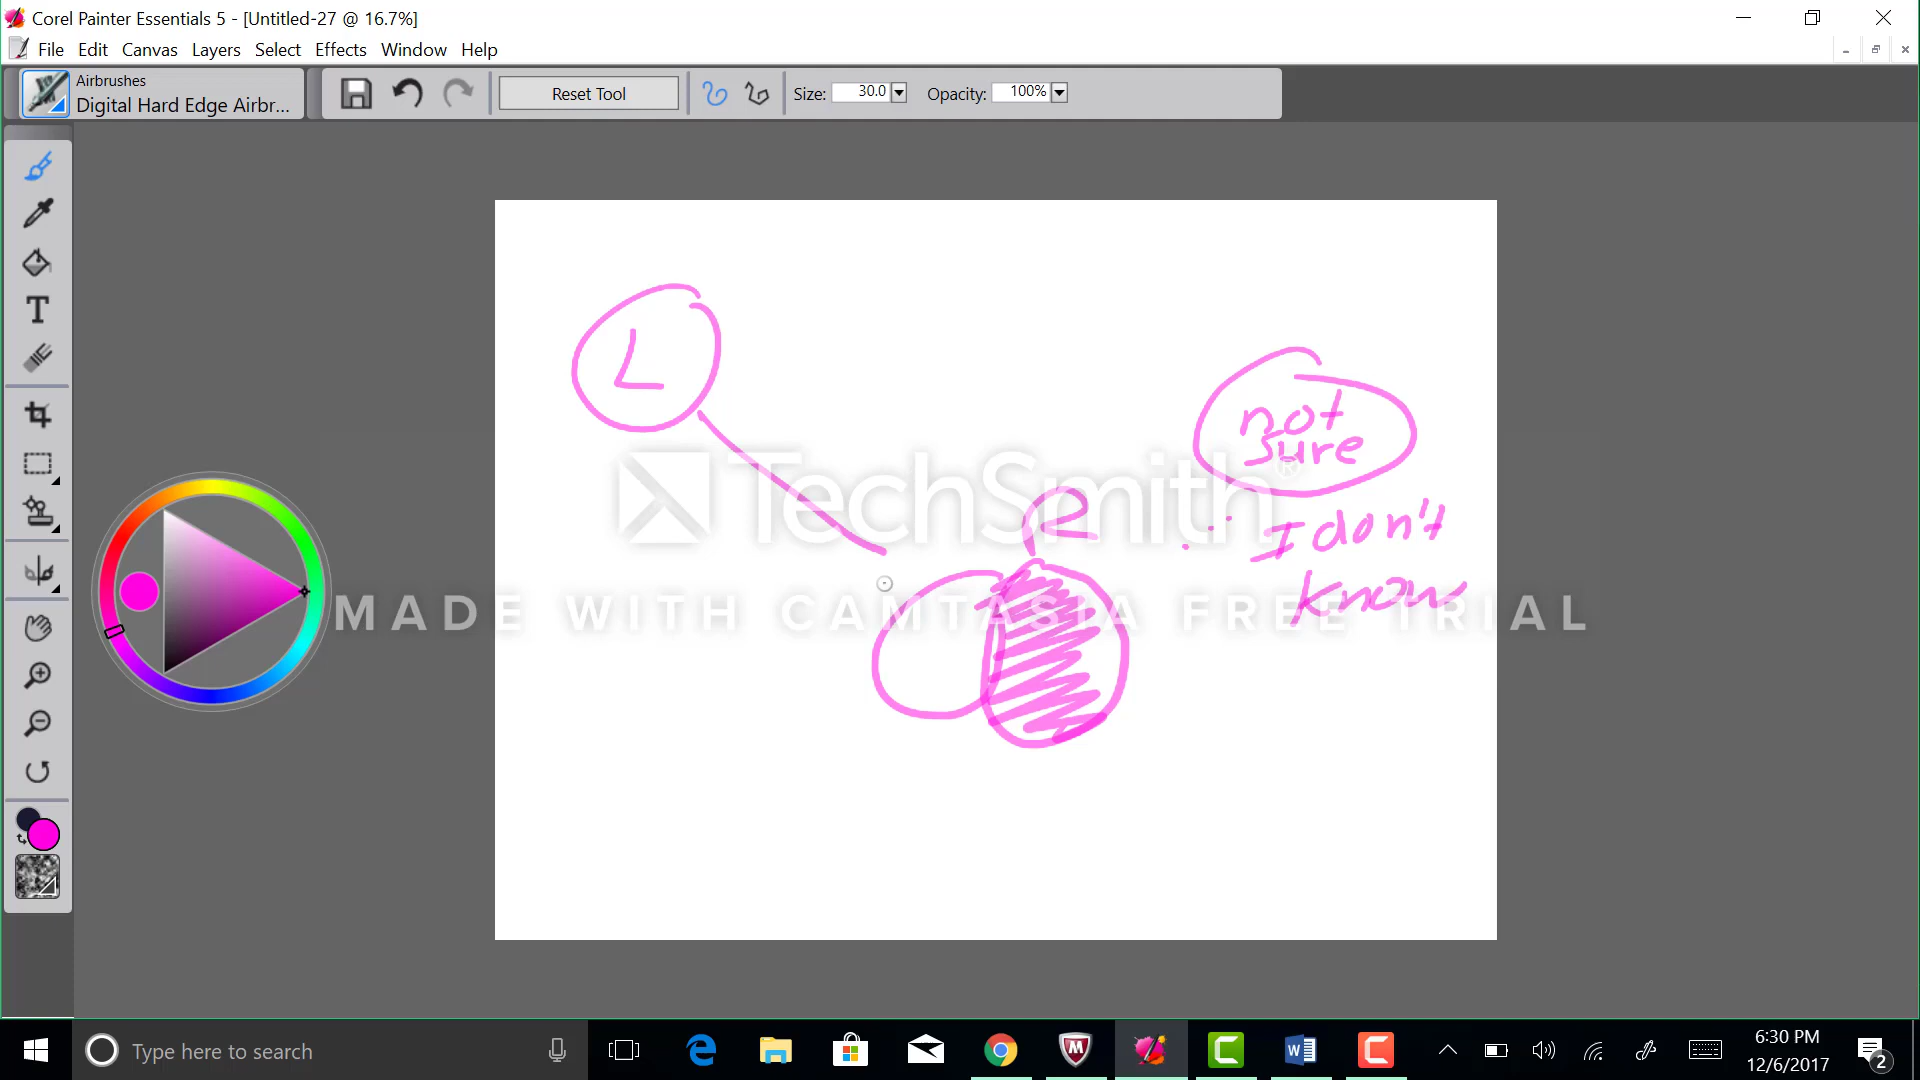 Corel Painter Essentials 5 - [Untitled-27 @ 16.7%]
File Edit Canvas Layers Select Effects Window Help
Airbrushes
Digital Hard Edge Airbr...
Reset Tool
Size: 30.0
Opacity: 100%
T
L
not
sure
R
TechSmith®
∴ I don't
know
MADE WITH CAMTASIA FREE TRIAL
Type here to search
6:30 PM
12/6/2017
2